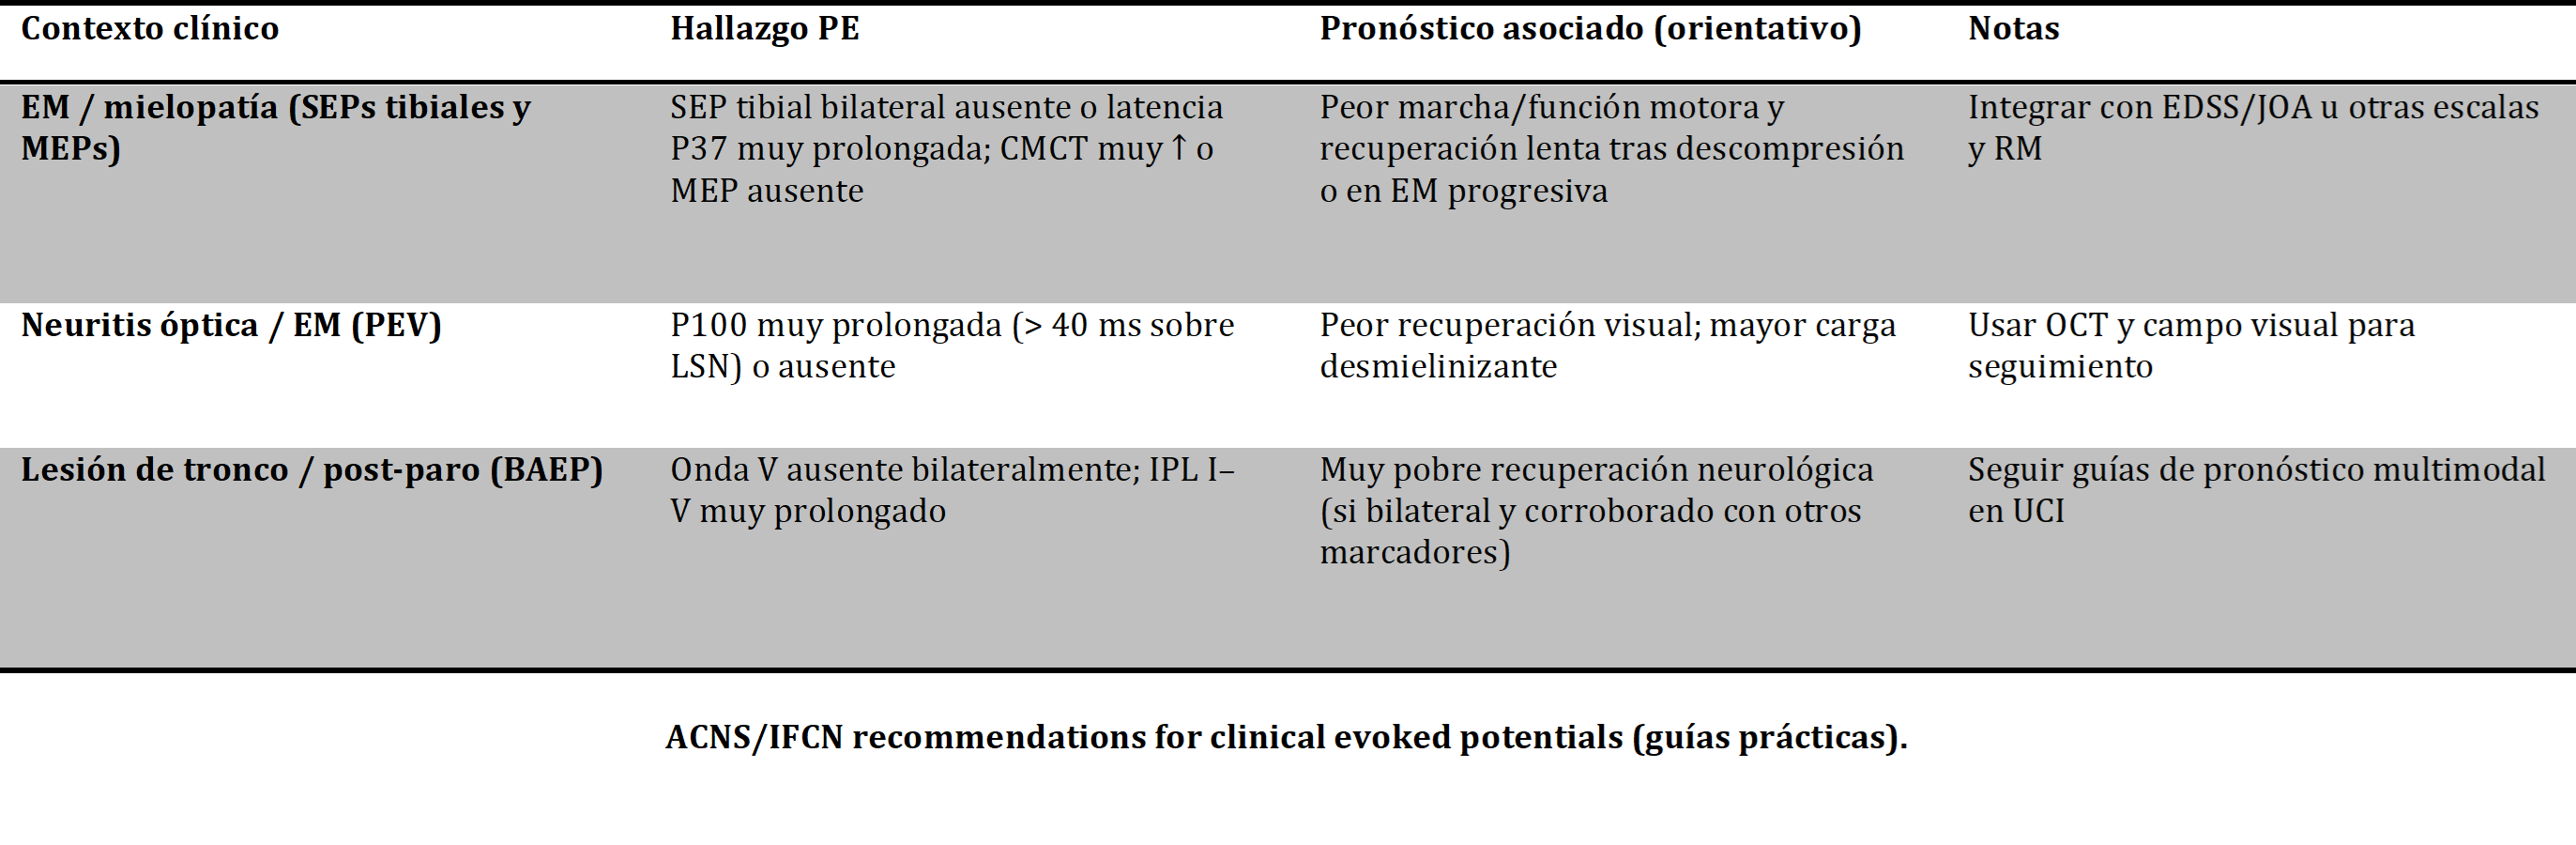 Contexto clínico Hallazgo PE Pronóstico asociado (orientativo) Notas
EM / mielopatía (SEPs tibiales y
MEPs)
SEP tibial bilateral ausente o latencia
P37 muy prolongada; CMCT muy ↑ o
MEP ausente
Peor marcha/función motora y
recuperación lenta tras descompresión
o en EM progresiva
Integrar con EDSS/JOA u otras escalas
y RM
Neuritis óptica / EM (PEV)
P100 muy prolongada (> 40 ms sobre
LSN) o ausente
Peor recuperación visual; mayor carga
desmielinizante
Usar OCT y campo visual para
seguimiento
Lesión de tronco / post-paro (BAEP)
Onda V ausente bilateralmente; IPL I–
V muy prolongado
Muy pobre recuperación neurológica
(si bilateral y corroborado con otros
marcadores)
Seguir guías de pronóstico multimodal
en UCI
ACNS/IFCN recommendations for clinical evoked potentials (guías prácticas).